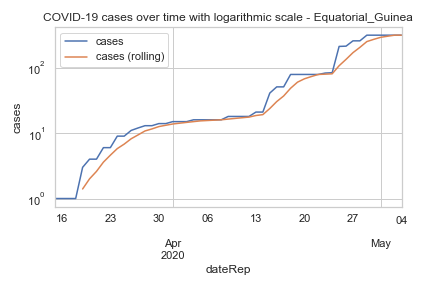 COVID-19 cases over time with logarithmic scale - Equatorial_Guinea
cases
cases (rolling)
10²
10¹
10⁰
cases
16 23 30 06 13 20 27 04
Apr May
2020
dateRep